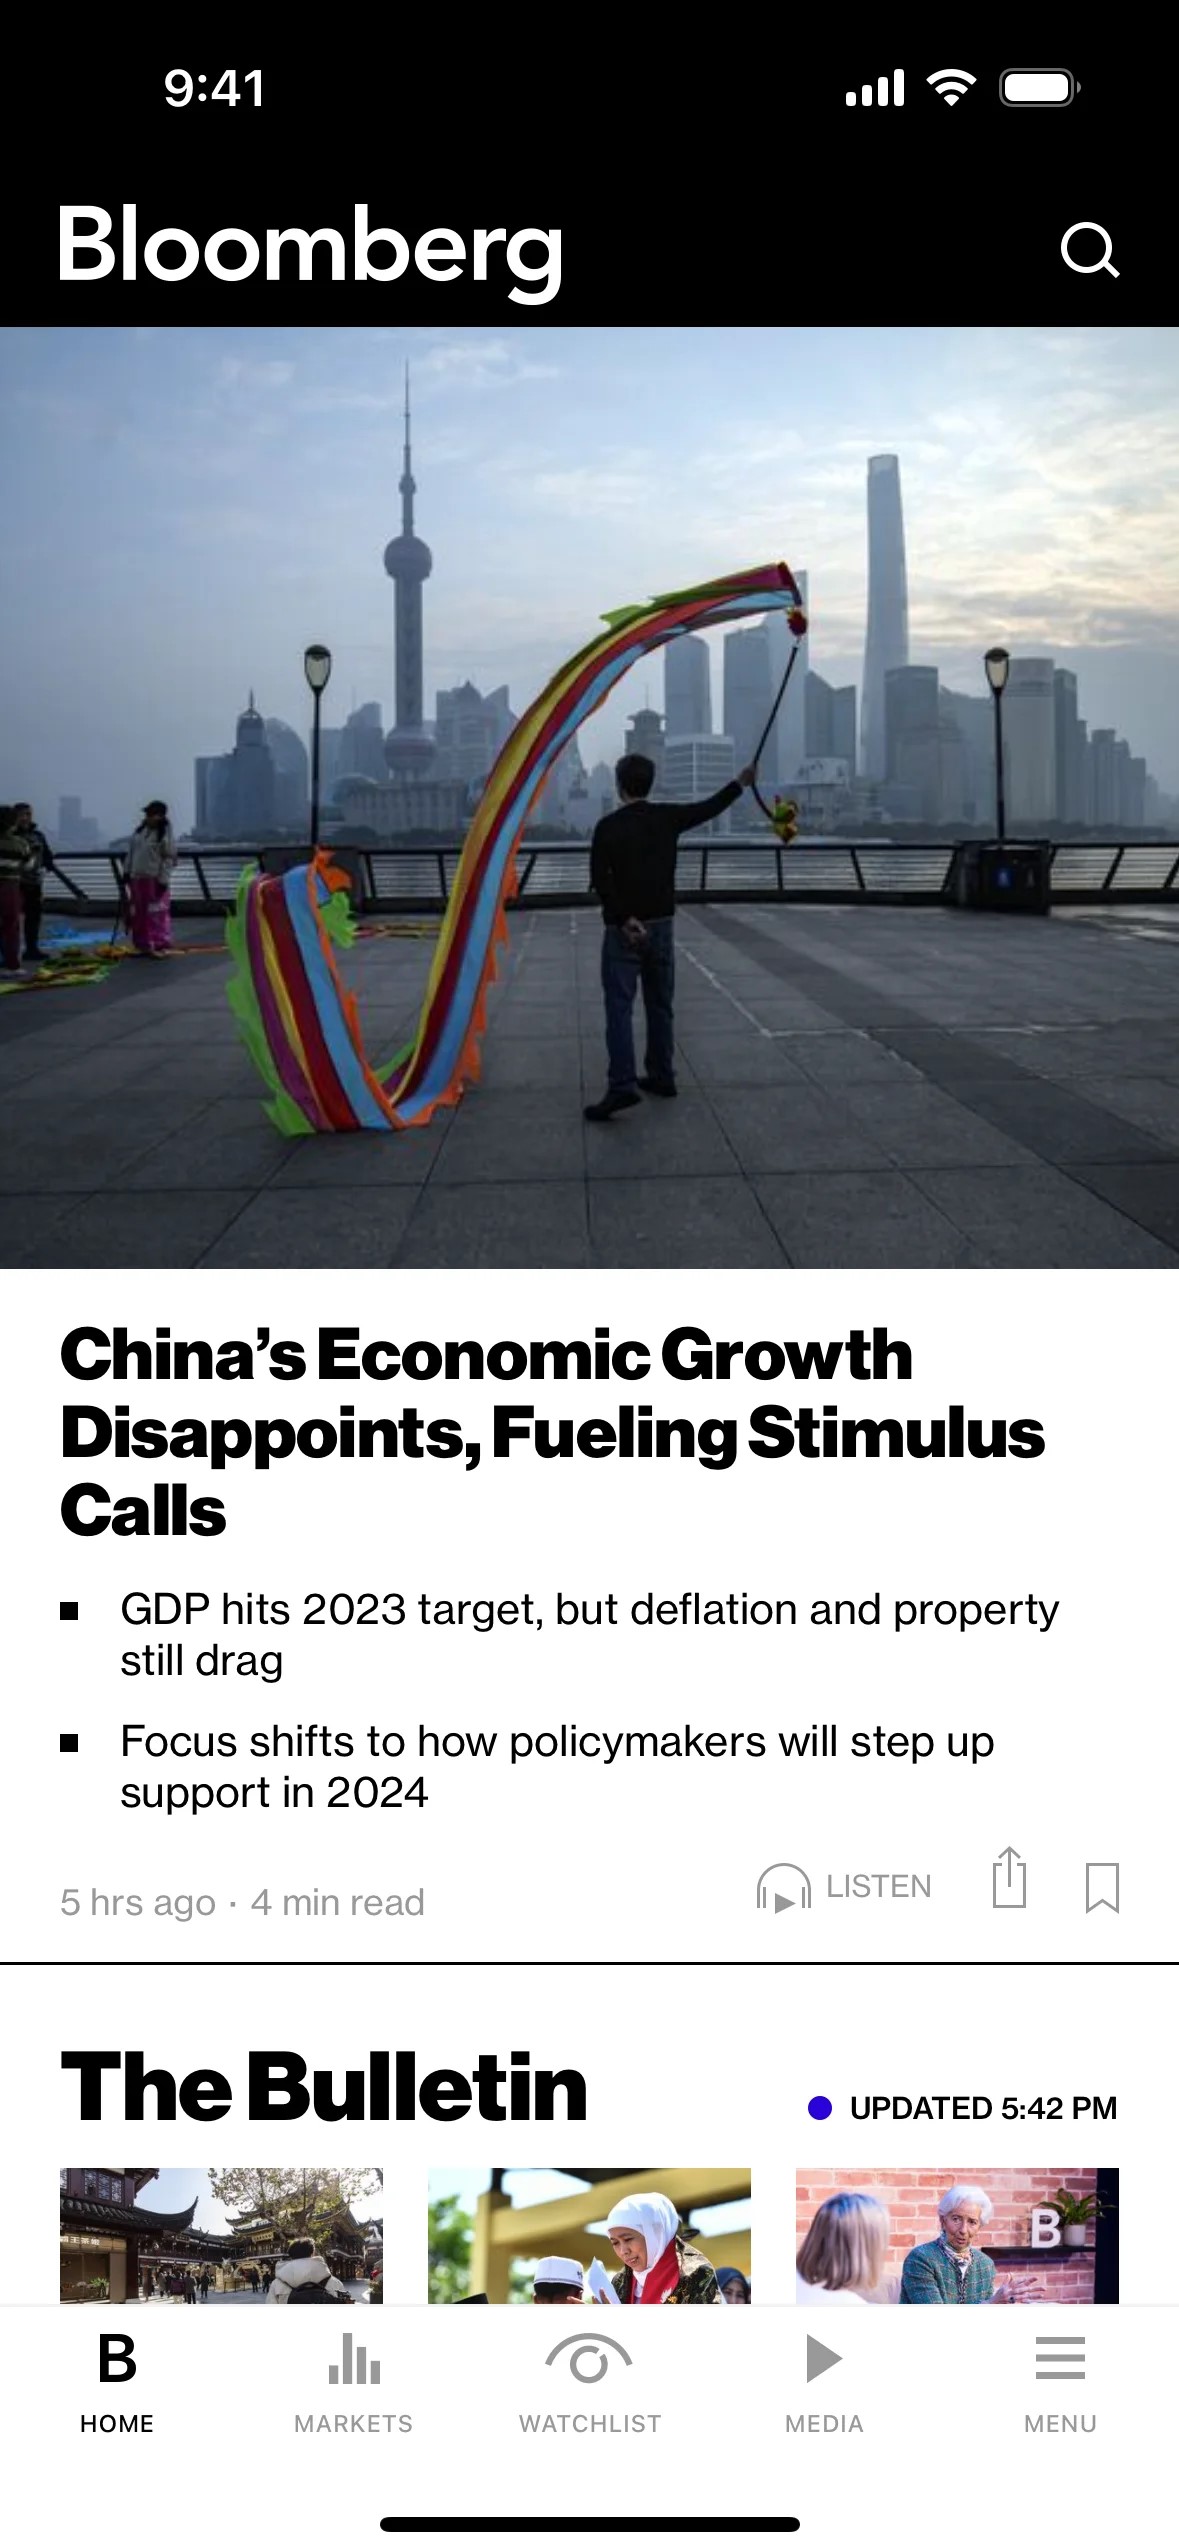 9:41
Bloomberg
China’s Economic Growth
Disappoints, Fueling Stimulus
Calls
GDP hits 2023 target, but deflation and property
still drag
Focus shifts to how policymakers will step up
support in 2024
5 hrs ago · 4 min read
LISTEN
The Bulletin
UPDATED 5:42 PM
B
B
HOME
MARKETS
WATCHLIST
MEDIA
MENU